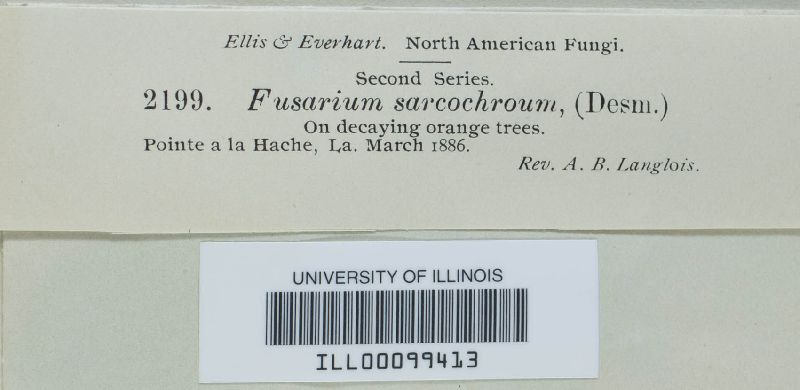 Ellis & Everhart. North American Fungi.
Second Series.
2199. Fusarium sarcochroum, (Desm.)
On decaying orange trees.
Pointe a la Hache, La. March 1886.
Rev. A. B. Langlois.
UNIVERSITY OF ILLINOIS
ILL00099413